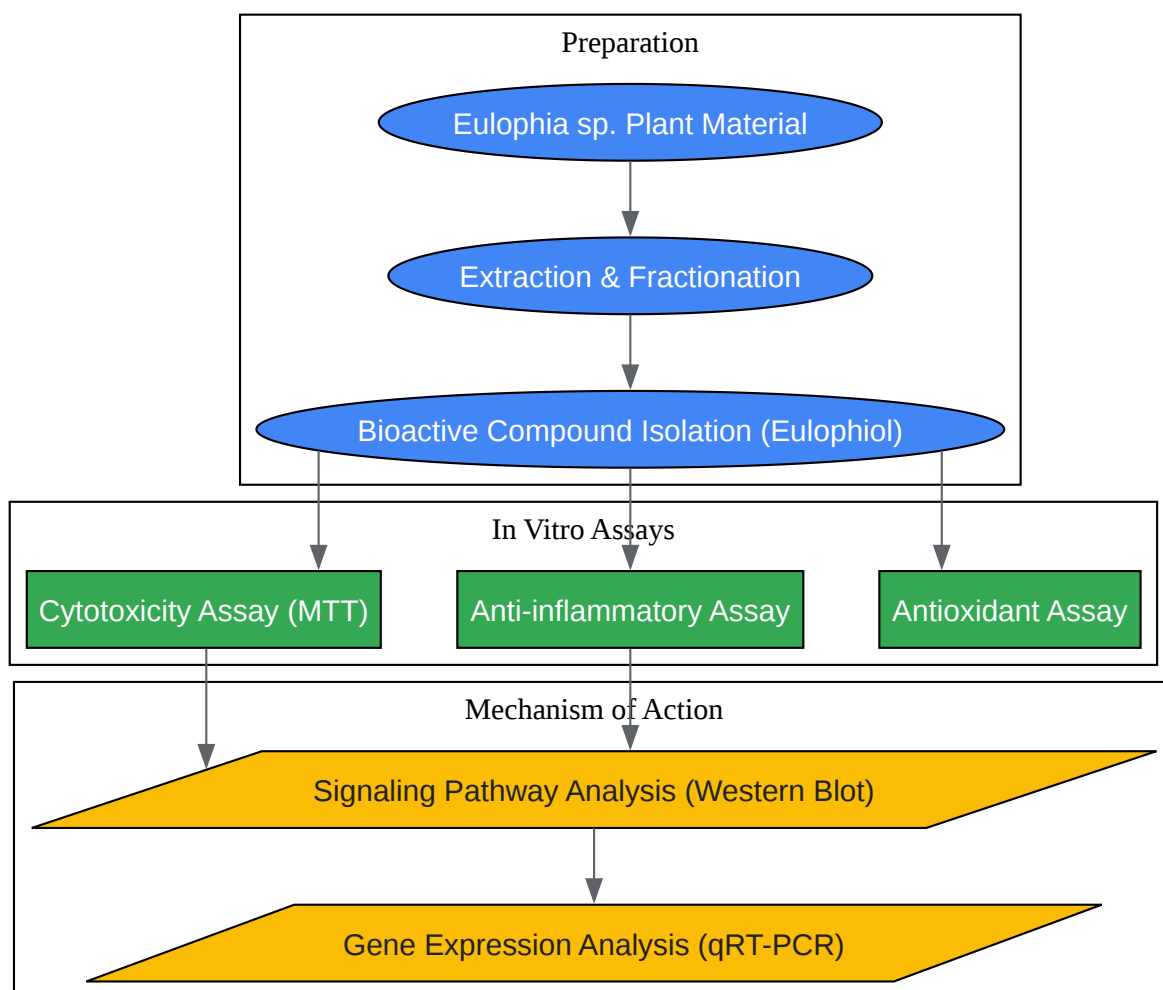 Preparation
Eulophia sp. Plant Material
Extraction & Fractionation
Bioactive Compound Isolation (Eulophiol)
In Vitro Assays
Cytotoxicity Assay (MTT)
Anti-inflammatory Assay
Antioxidant Assay
Mechanism of Action
Signaling Pathway Analysis (Western Blot)
Gene Expression Analysis (qRT-PCR)